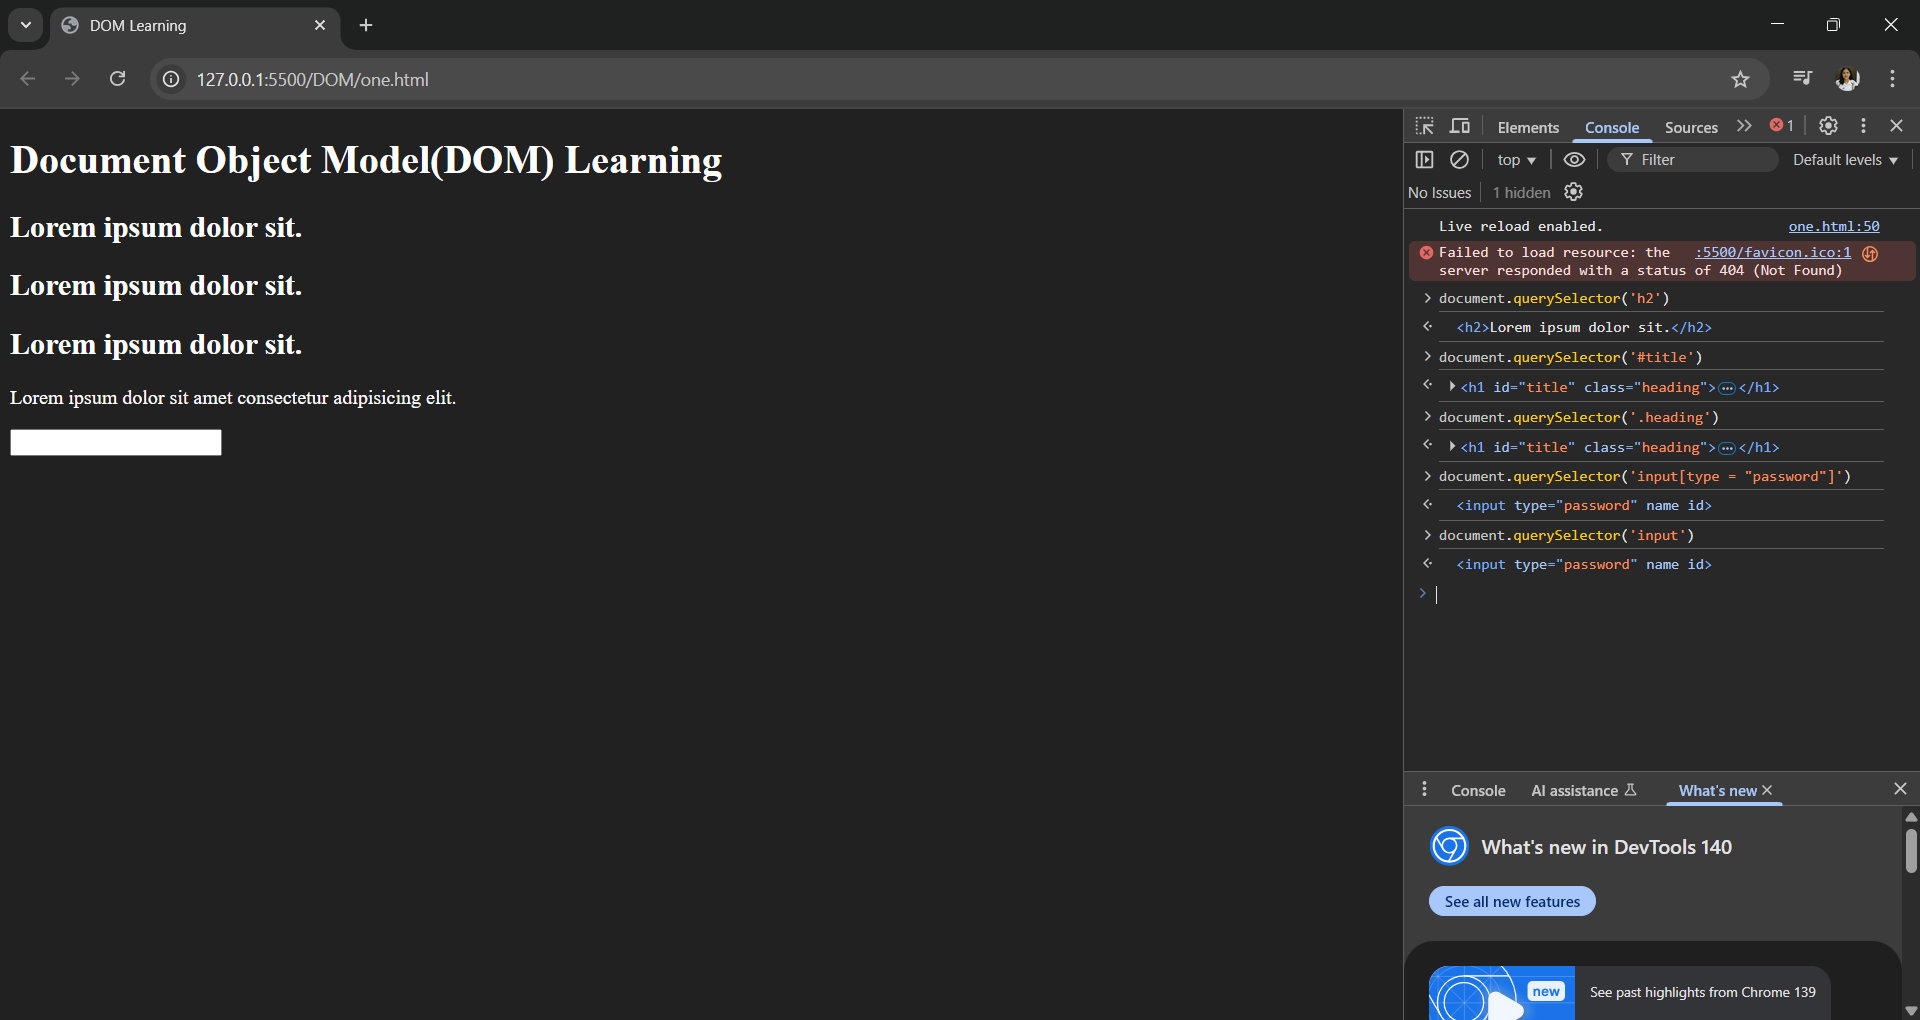 DOM Learning
127.0.0.1:5500/DOM/one.html
Document Object Model(DOM) Learning
Lorem ipsum dolor sit.
Lorem ipsum dolor sit.
Lorem ipsum dolor sit.
Lorem ipsum dolor sit amet consectetur adipisicing elit.
Elements Console Sources 1
top Filter Default levels
No Issues 1 hidden
Live reload enabled. one.html:50
Failed to load resource: the :5500/favicon.ico:1
server responded with a status of 404 (Not Found)
document.querySelector('h2')
<h2>Lorem ipsum dolor sit.</h2>
document.querySelector('#title')
<h1 id="title" class="heading">…</h1>
document.querySelector('.heading')
<h1 id="title" class="heading">…</h1>
document.querySelector('input[type = "password"]')
<input type="password" name id>
document.querySelector('input')
<input type="password" name id>
Console AI assistance What's new
What's new in DevTools 140
See all new features
new See past highlights from Chrome 139